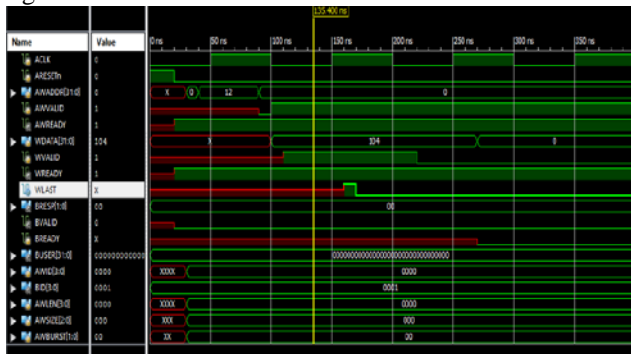 135.400 ns
Name Value 0 ns 50 ns 100 ns 150 ns 200 ns 250 ns 300 ns 350 ns
ACLK 0
ARESETn 0
AWADDR[31:0] 0 X 0 12 0
AWVALID 1
AWREADY 1
WDATA[31:0] 104 X 104 0
WVALID 1
WREADY 1
WLAST X
BRESP[1:0] 00 00
BVALID 0
BREADY X
BUSER[31:0] 000000000000 00000000000000000000000000000000
AWID[3:0] 0000 XXXX 0000
BID[3:0] 0001 0001
AWLEN[3:0] 0000 XXXX 0000
AWSIZE[2:0] 000 XXX 000
AWBURST[1:0] 00 XX 00